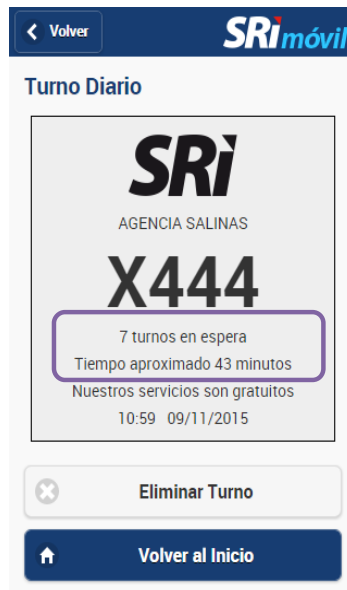 Volver
SRi móvil
Turno Diario
SRi
AGENCIA SALINAS
X444
7 turnos en espera
Tiempo aproximado 43 minutos
Nuestros servicios son gratuitos
10:59 09/11/2015
Eliminar Turno
Volver al Inicio